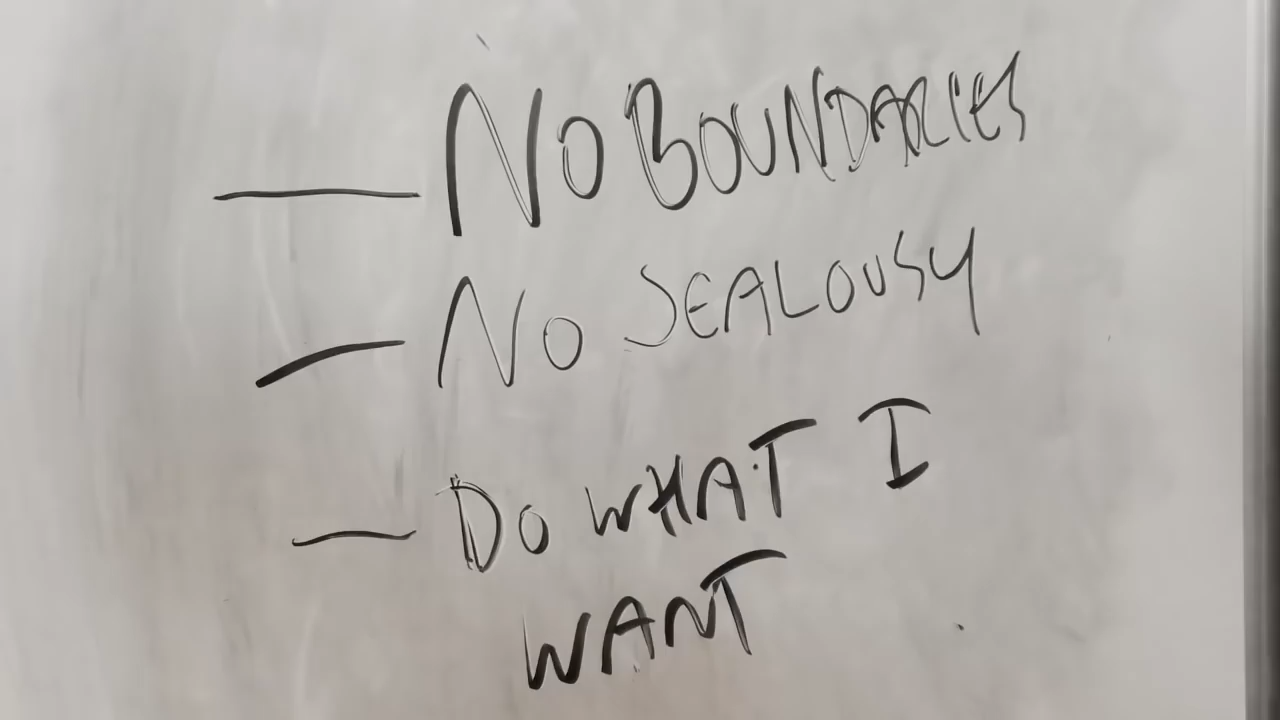 — NO BOUNDARIES
— NO JEALOUSY
— DO WHAT I
WANT